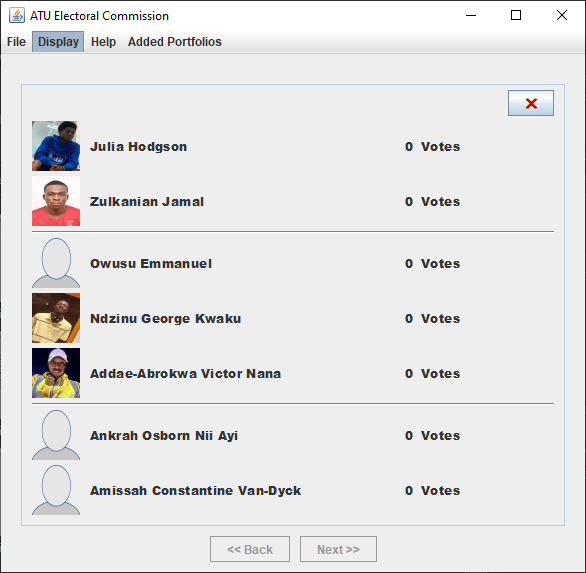 ATU Electoral Commission
File Display Help Added Portfolios
Julia Hodgson 0 Votes
Zulkanian Jamal 0 Votes
Owusu Emmanuel 0 Votes
Ndzinu George Kwaku 0 Votes
Addae-Abrokwa Victor Nana 0 Votes
Ankrah Osborn Nii Ayi 0 Votes
Amissah Constantine Van-Dyck 0 Votes
<< Back Next >>